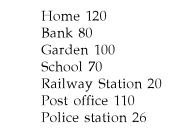 Home 120
Bank 80
Garden 100
School 70
Railway Station 20
Post office 110
Police station 26